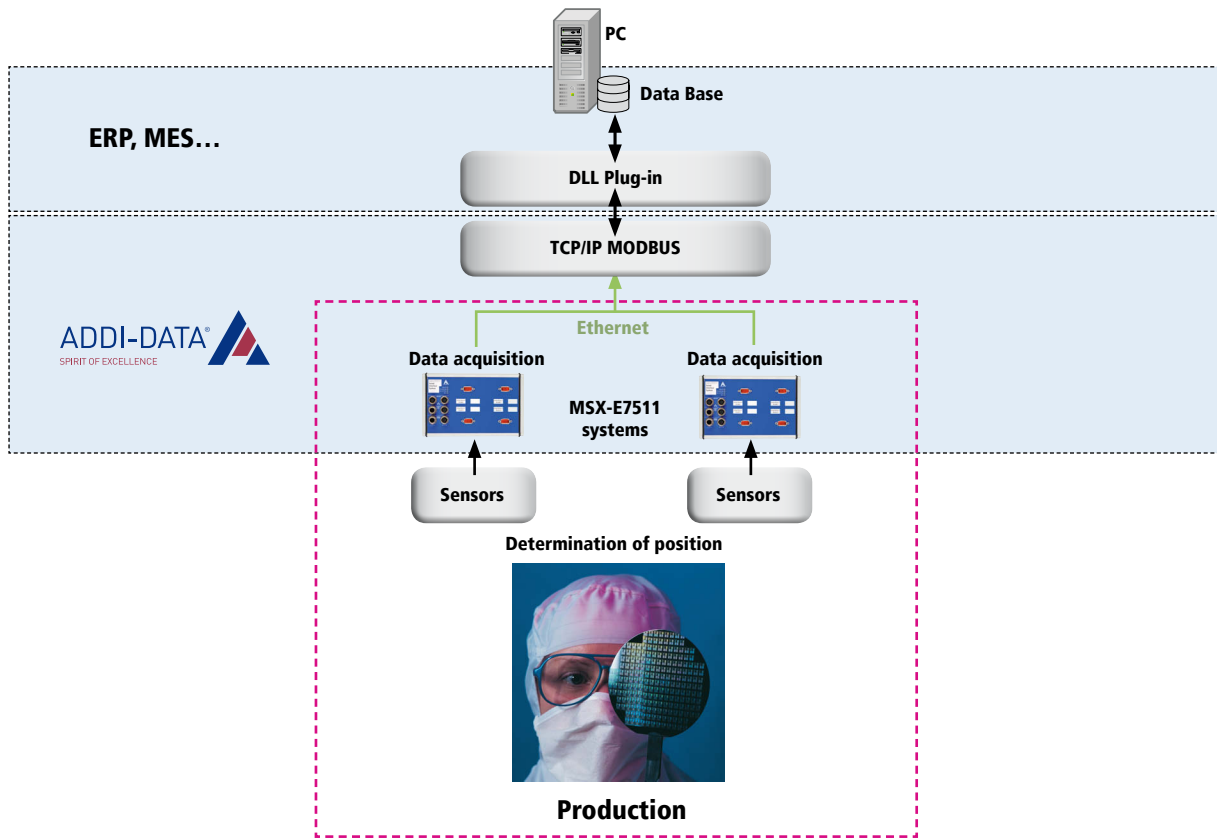 PC
Data Base
ERP, MES...
DLL Plug-in
TCP/IP MODBUS
ADDI-DATA®
SPIRIT OF EXCELLENCE
Ethernet
Data acquisition
Data acquisition
MSX-E7511
systems
Sensors
Sensors
Determination of position
Production